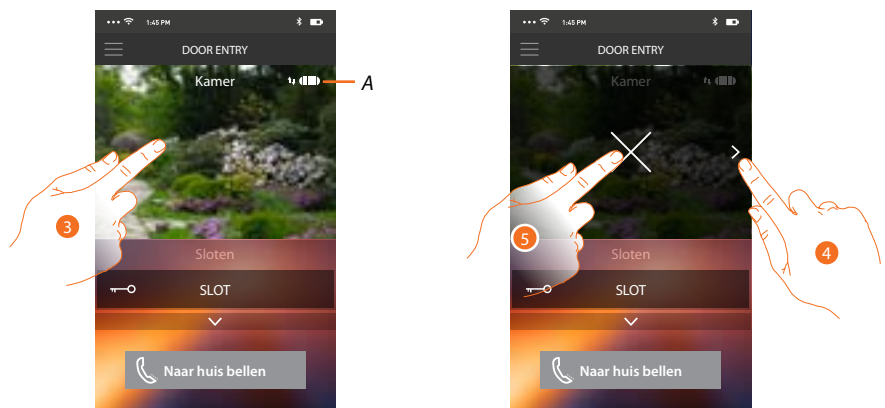 1:45 PM
DOOR ENTRY
Kamer
A
3
Sloten
SLOT
Naar huis bellen
1:45 PM
DOOR ENTRY
Kamer
5
4
Sloten
SLOT
Naar huis bellen